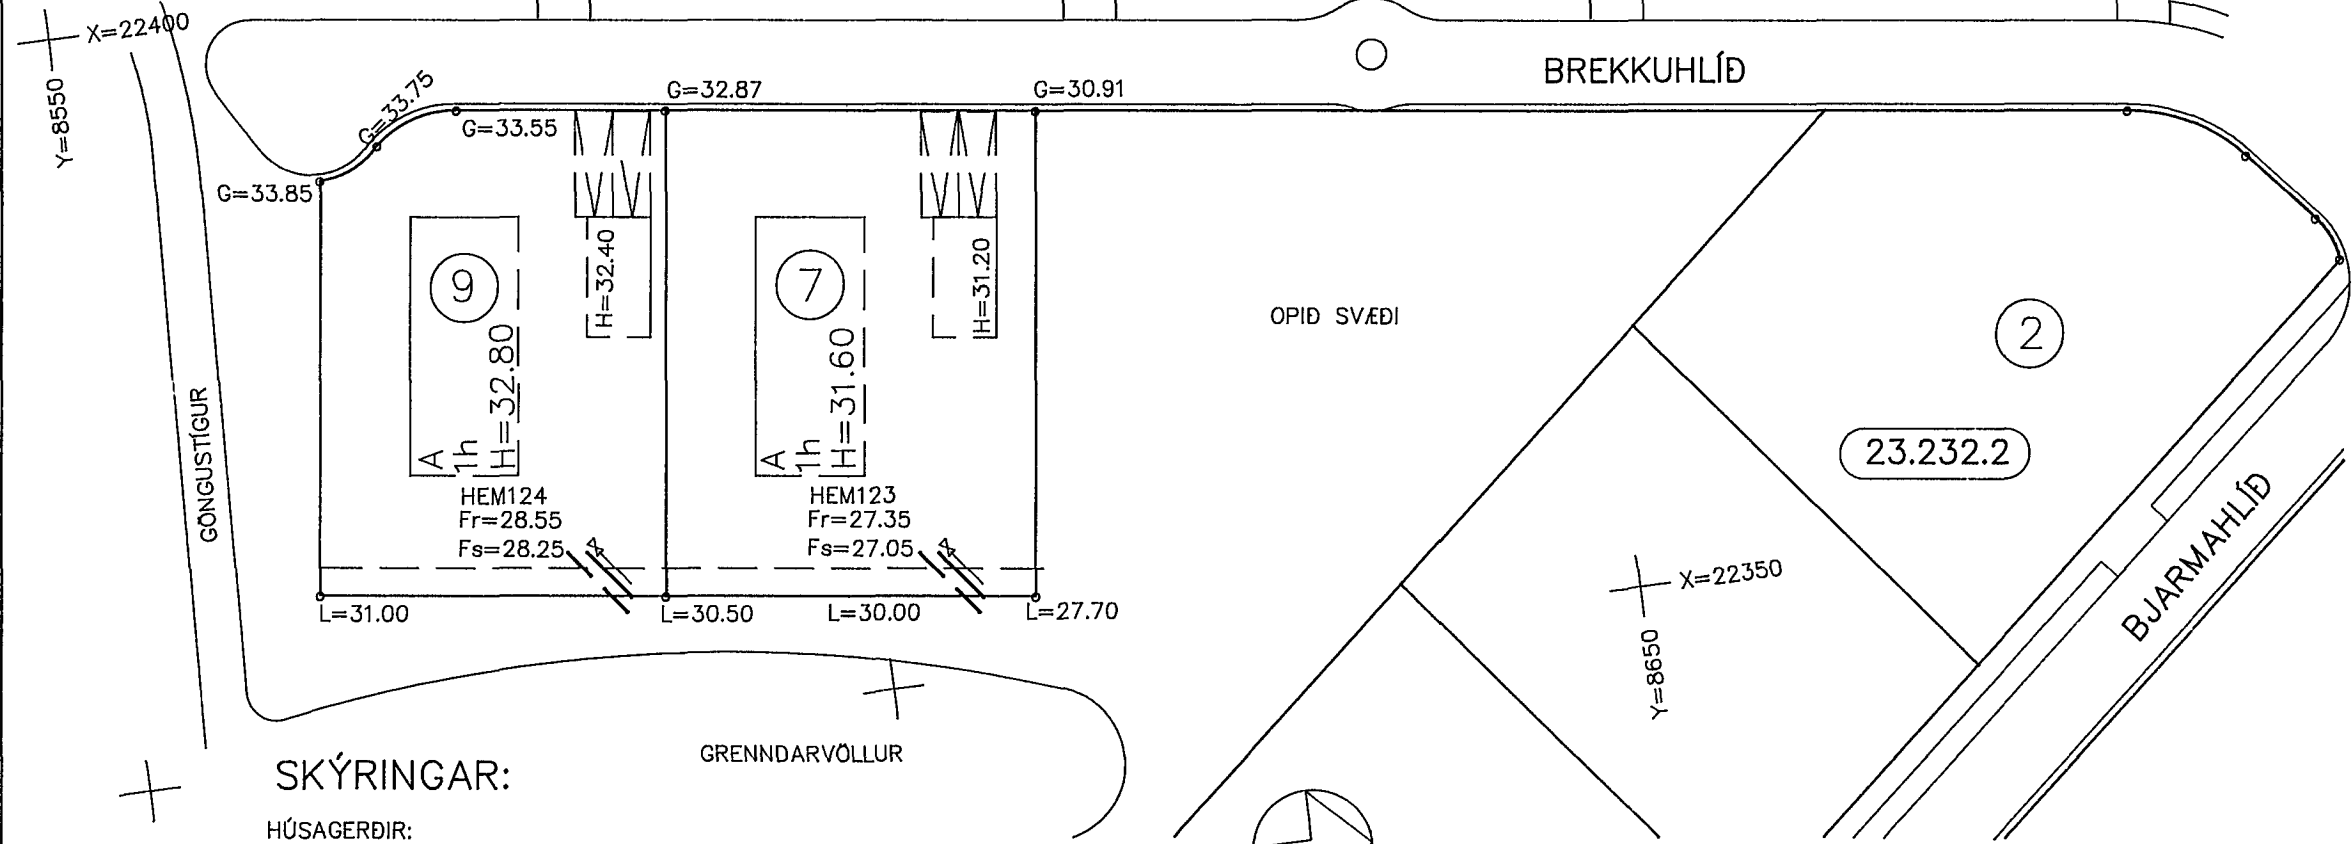 X=22400
Y=8550
BREKKUHLÍÐ
G=33.75
G=32.87
G=30.91
G=33.55
G=33.85
H=32.40
H=31.20
9
7
OPIÐ SVÆÐI
2
H=32.80
H=31.60
A
1h
A
1h
23.232.2
GÖNGUSTÍGUR
HEM124
Fr=28.55
Fs=28.25
HEM123
Fr=27.35
Fs=27.05
BJARMAHLÍÐ
X=22350
Y=8650
L=31.00
L=30.50
L=30.00
L=27.70
GRENNDARVÖLLUR
SKÝRINGAR:
HÚSAGERÐIR: